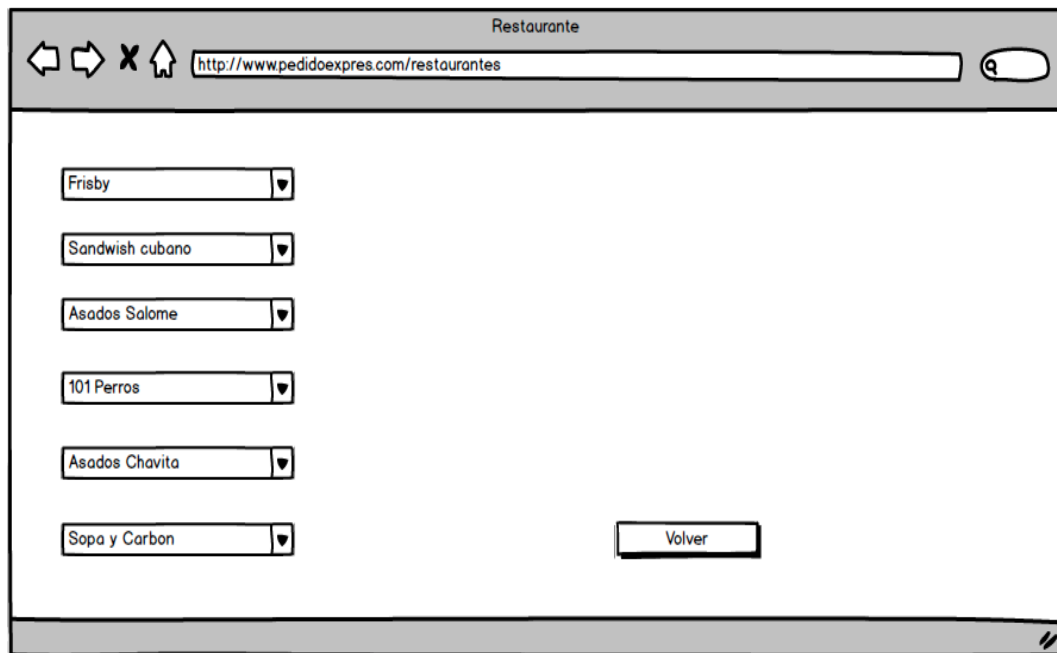 Restaurante
http://www.pedidoexpres.com/restaurantes
Frisby
Sandwish cubano
Asados Salome
101 Perros
Asados Chavita
Sopa y Carbon
Volver